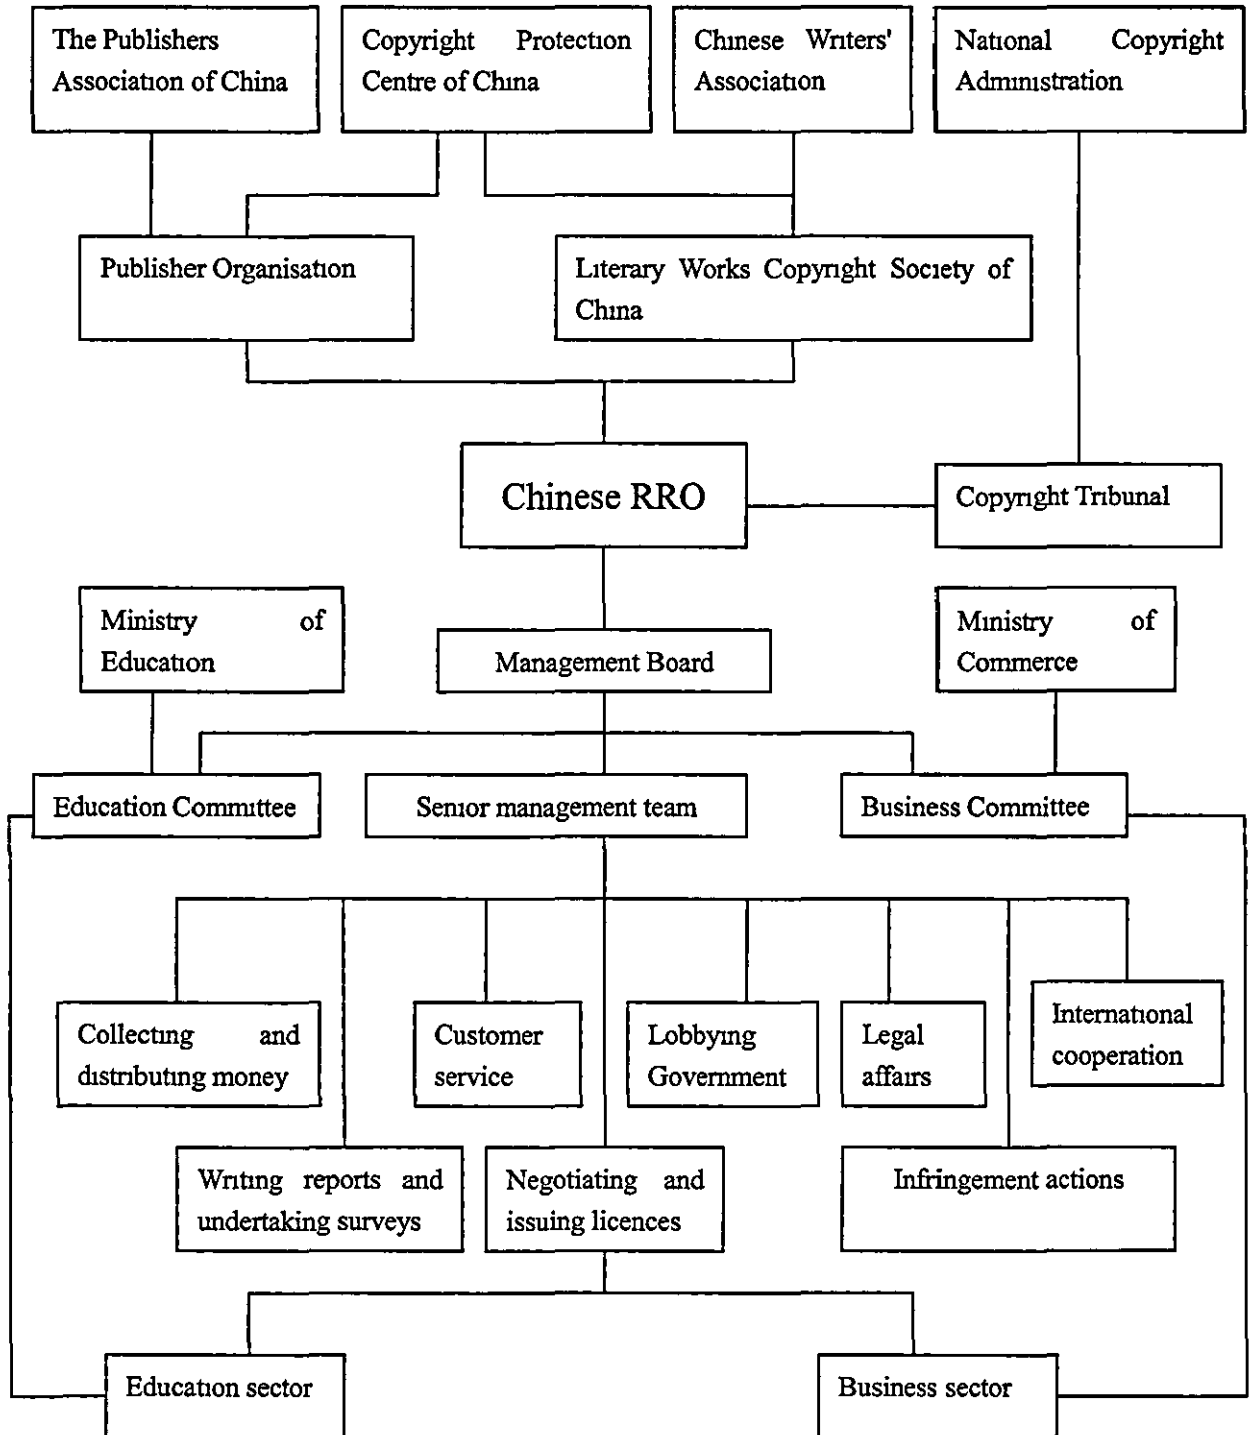 The Publishers
Association of China
Copyright Protection
Centre of China
Chinese Writers'
Association
National Copyright
Administration
Publisher Organisation
Literary Works Copyright Society of
China
Chinese RRO
Copyright Tribunal
Ministry of
Education
Management Board
Ministry of
Commerce
Education Committee
Senior management team
Business Committee
Collecting and
distributing money
Customer
service
Lobbying
Government
Legal
affairs
International
cooperation
Writing reports and
undertaking surveys
Negotiating and
issuing licences
Infringement actions
Education sector
Business sector